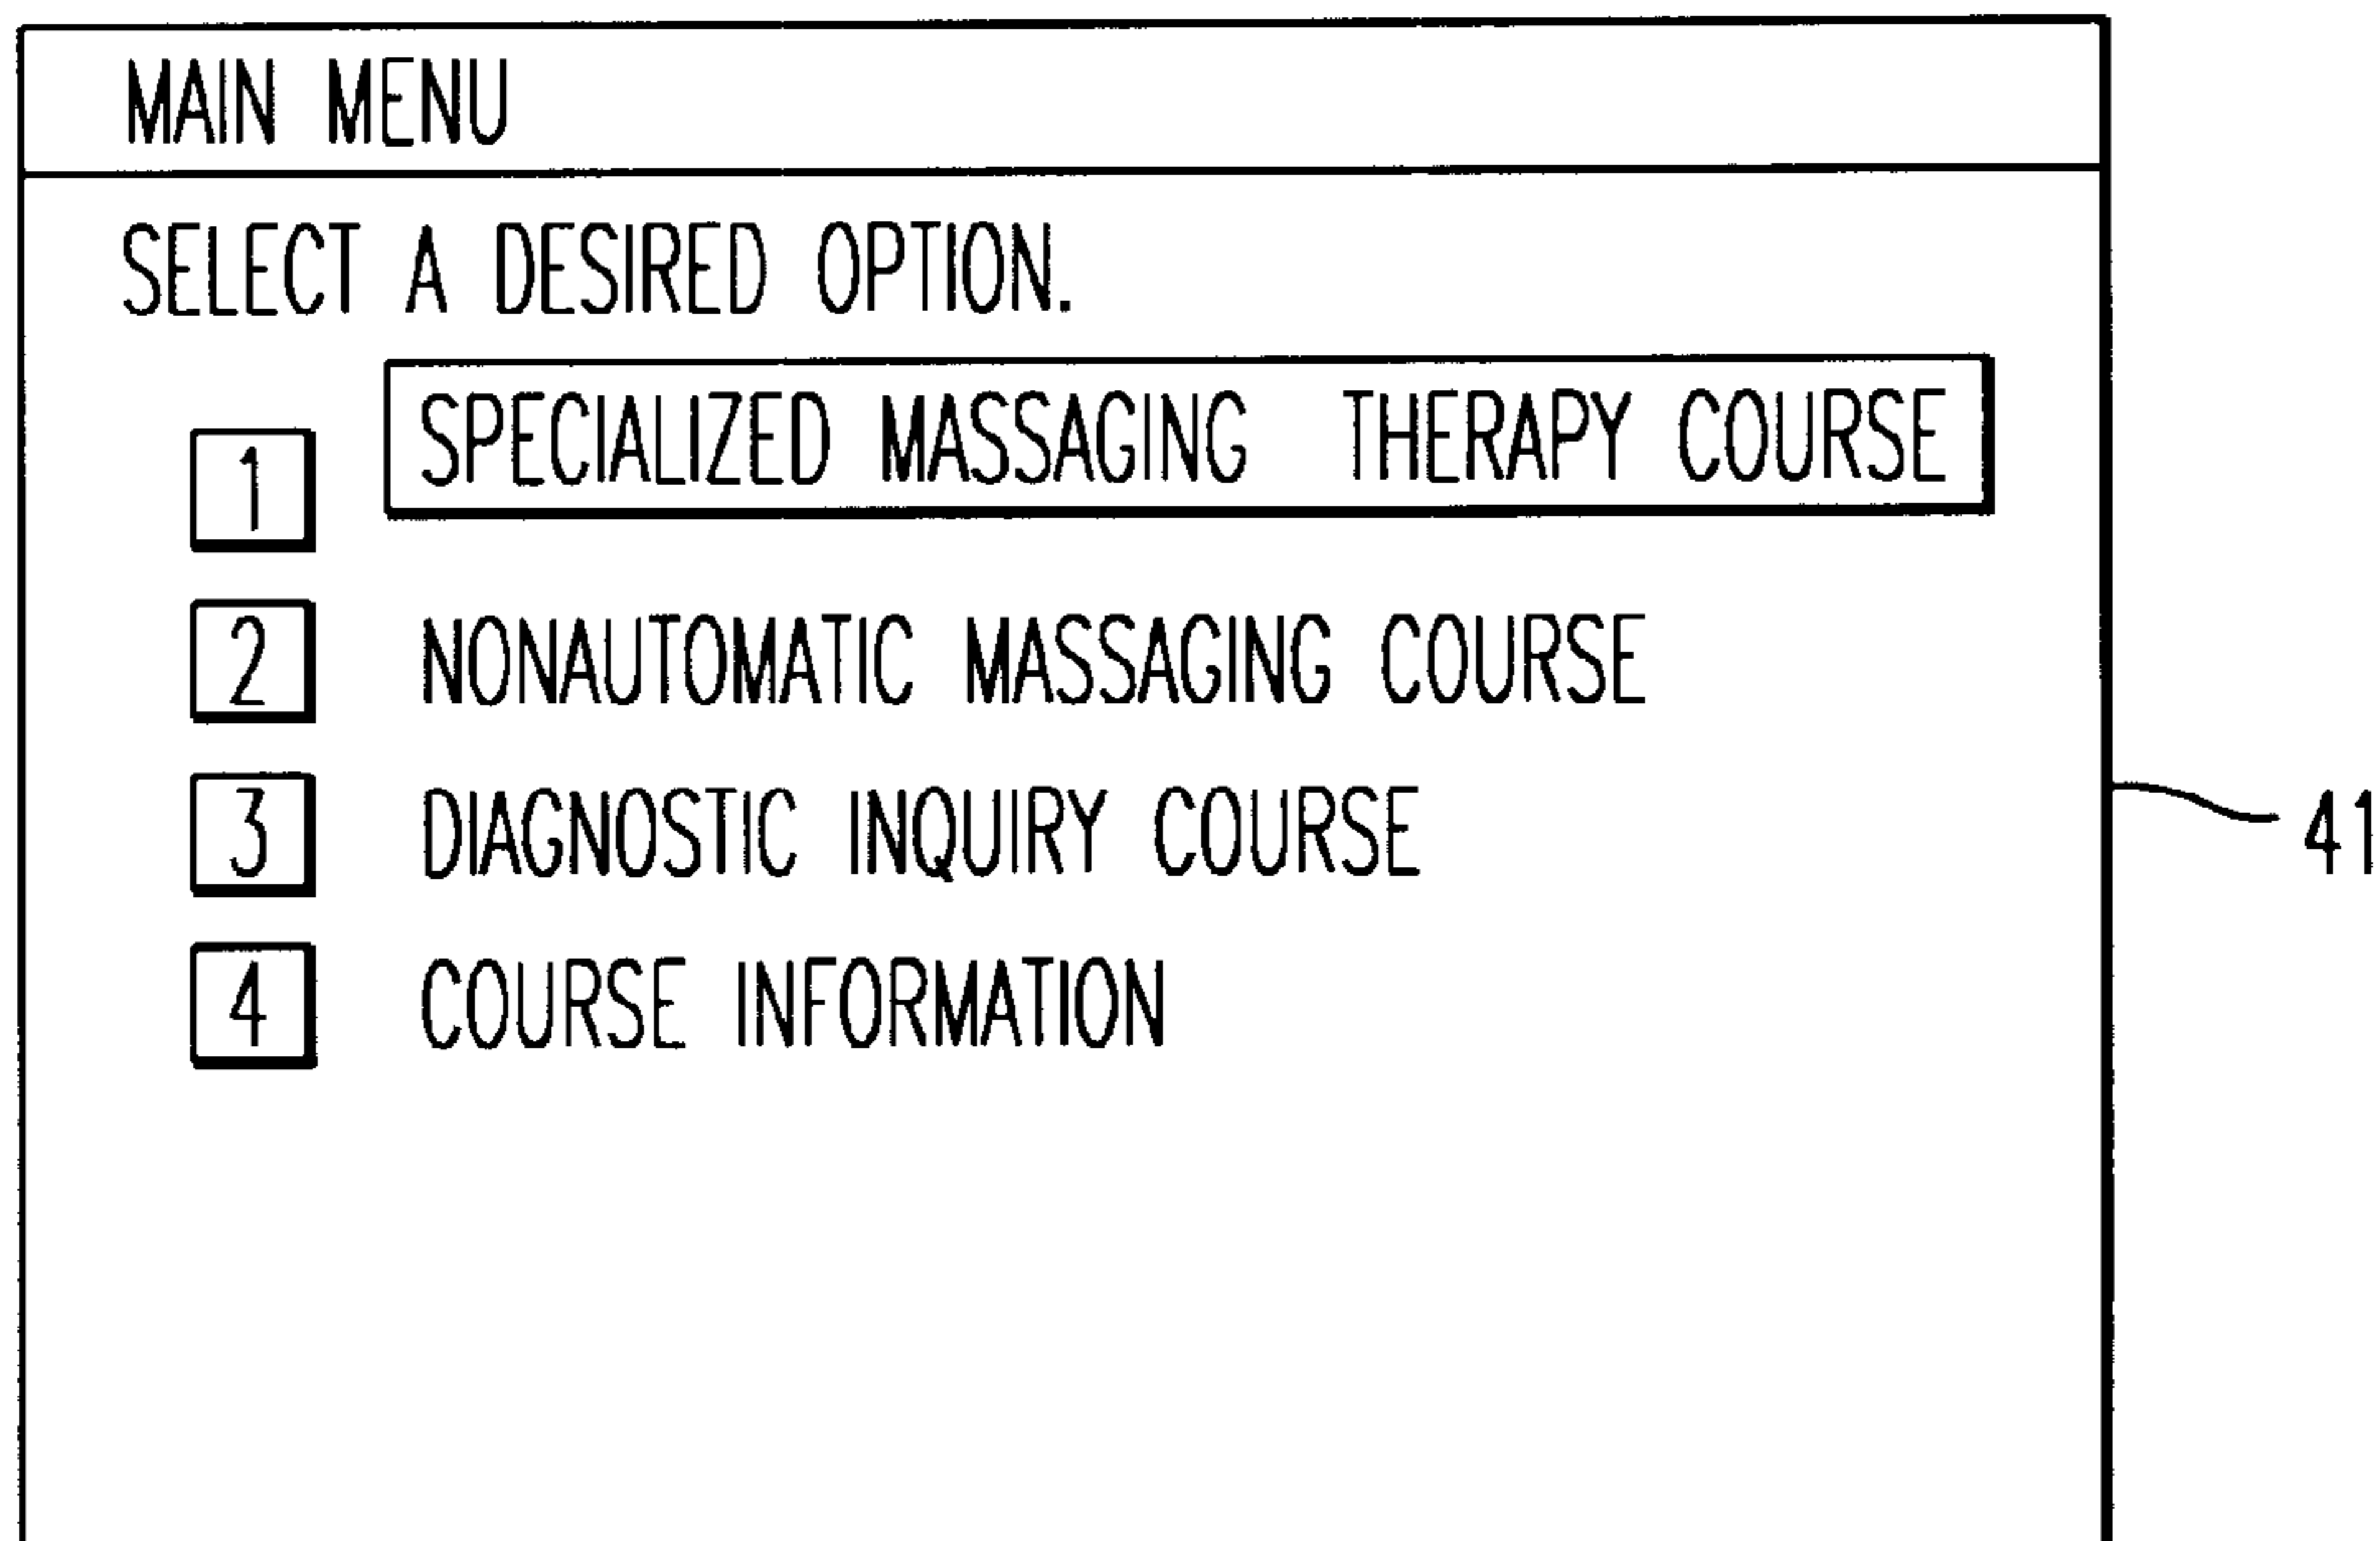 MAIN MENU
SELECT A DESIRED OPTION.
1 SPECIALIZED MASSAGING THERAPY COURSE
2 NONAUTOMATIC MASSAGING COURSE
3 DIAGNOSTIC INQUIRY COURSE
41
4 COURSE INFORMATION